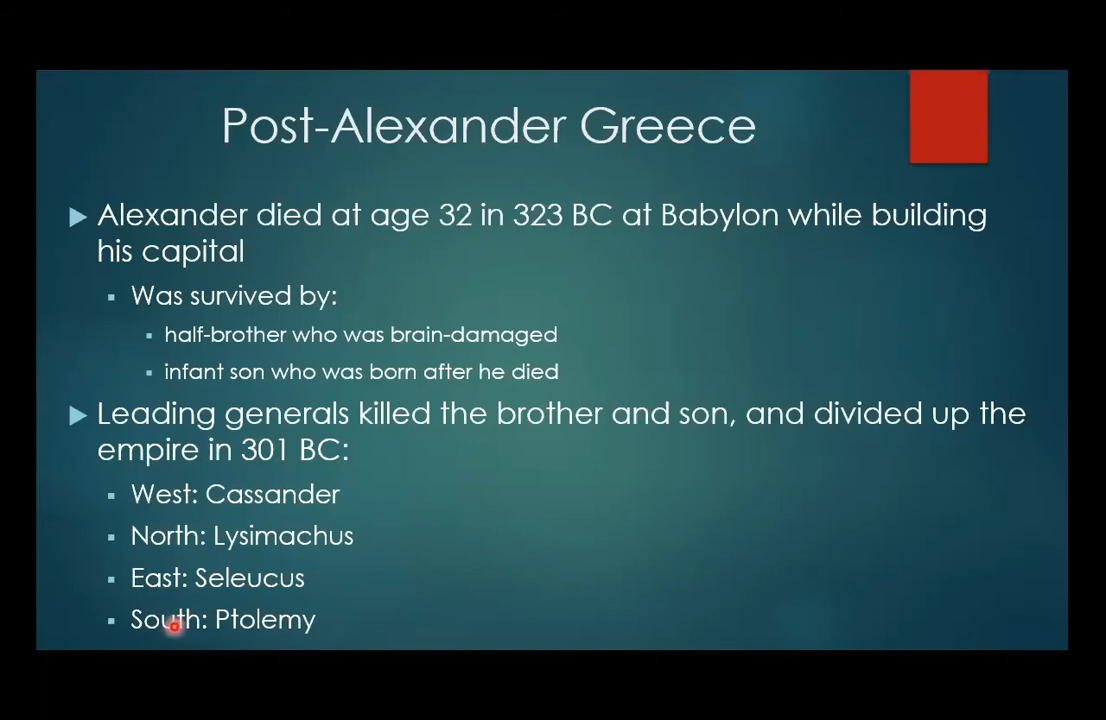 Post-Alexander Greece
Alexander died at age 32 in 323 BC at Babylon while building
his capital
Was survived by:
half-brother who was brain-damaged
infant son who was born after he died
Leading generals killed the brother and son, and divided up the
empire in 301 BC:
West: Cassander
North: Lysimachus
East: Seleucus
South: Ptolemy